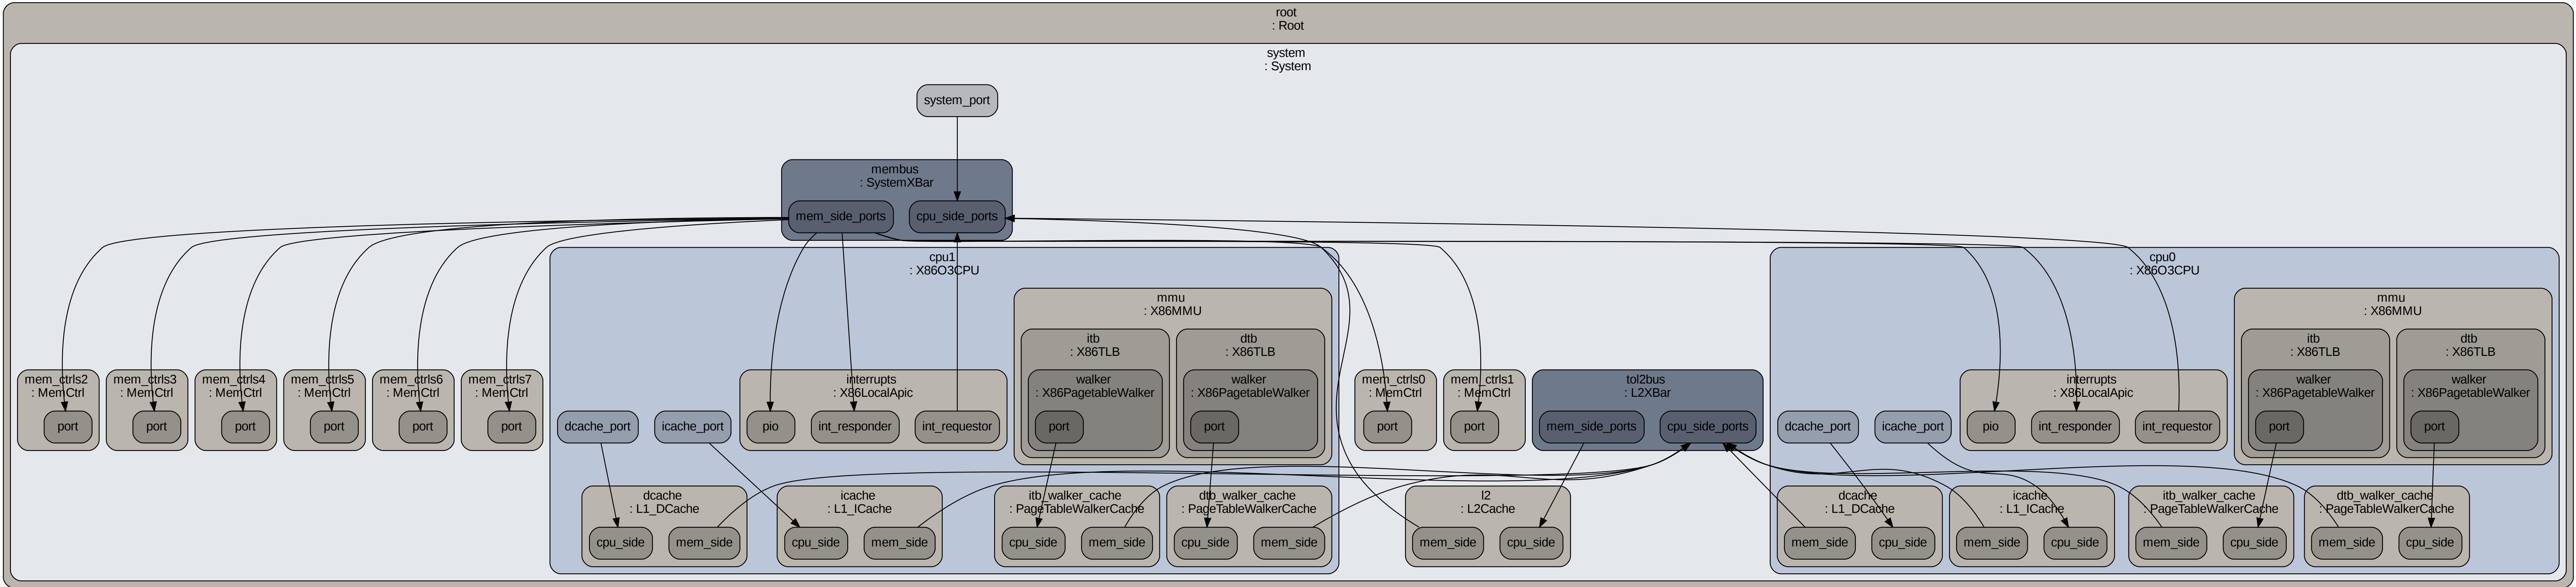 root
: Root
system
: System
system_port
membus
: SystemXBar
mem_side_ports
cpu_side_ports
cpu1
: X86O3CPU
cpu0
: X86O3CPU
mmu
: X86MMU
mmu
: X86MMU
itb
: X86TLB
dtb
: X86TLB
itb
: X86TLB
dtb
: X86TLB
mem_ctrls2
: MemCtrl
port
mem_ctrls3
: MemCtrl
port
mem_ctrls4
: MemCtrl
port
mem_ctrls5
: MemCtrl
port
mem_ctrls6
: MemCtrl
port
mem_ctrls7
: MemCtrl
port
dcache_port
icache_port
interrupts
: X86LocalApic
pio
int_responder
int_requestor
walker
: X86PagetableWalker
port
walker
: X86PagetableWalker
port
mem_ctrls0
: MemCtrl
port
mem_ctrls1
: MemCtrl
port
tol2bus
: L2XBar
mem_side_ports
cpu_side_ports
dcache_port
icache_port
interrupts
: X86LocalApic
pio
int_responder
int_requestor
walker
: X86PagetableWalker
port
walker
: X86PagetableWalker
port
dcache
: L1_DCache
cpu_side
mem_side
icache
: L1_ICache
cpu_side
mem_side
itb_walker_cache
: PageTableWalkerCache
cpu_side
mem_side
dtb_walker_cache
: PageTableWalkerCache
cpu_side
mem_side
l2
: L2Cache
mem_side
cpu_side
dcache
: L1_DCache
mem_side
cpu_side
icache
: L1_ICache
mem_side
cpu_side
itb_walker_cache
: PageTableWalkerCache
mem_side
cpu_side
dtb_walker_cache
: PageTableWalkerCache
mem_side
cpu_side